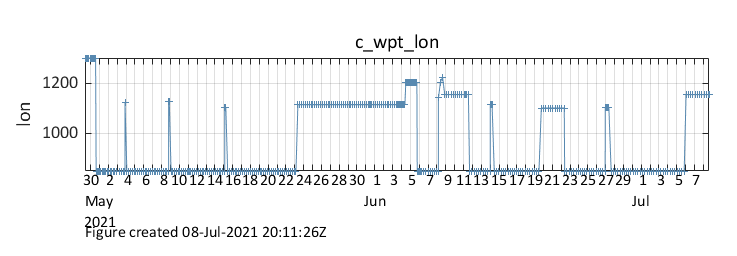 c_wpt_lon
1200
1000
lon
30 2 4 6 8 10 12 14 16 18 20 22 24 26 28 30 1 3 5 7 9 11 13 15 17 19 21 23 25 27 29 1 3 5 7
May Jun Jul
2021
Figure created 08-Jul-2021 20:11:26Z